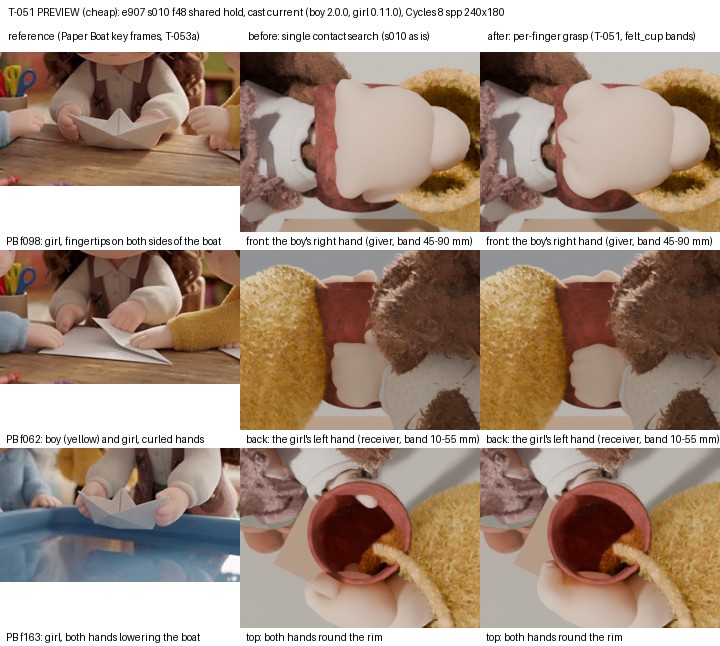 T-051 PREVIEW (cheap): e907 s010 f48 shared hold, cast current (boy 2.0.0, girl 0.11.0), Cycles 8 spp 240x180
reference (Paper Boat key frames, T-053a)
before: single contact search (s010 as is)
after: per-finger grasp (T-051, felt_cup bands)
PB f098: girl, fingertips on both sides of the boat
front: the boy's right hand (giver, band 45-90 mm)
front: the boy's right hand (giver, band 45-90 mm)
PB f062: boy (yellow) and girl, curled hands
back: the girl's left hand (receiver, band 10-55 mm)
back: the girl's left hand (receiver, band 10-55 mm)
PB f163: girl, both hands lowering the boat
top: both hands round the rim
top: both hands round the rim